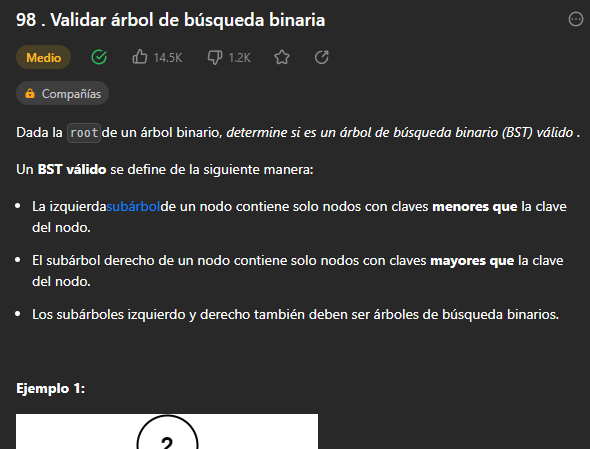 98 . Validar árbol de búsqueda binaria
Medio 14.5K 1.2K
Compañías
Dada la root de un árbol binario, determine si es un árbol de búsqueda binario (BST) válido .
Un BST válido se define de la siguiente manera:
• La izquierdasubárbolde un nodo contiene solo nodos con claves menores que la clave
del nodo.
• El subárbol derecho de un nodo contiene solo nodos con claves mayores que la clave
del nodo.
• Los subárboles izquierdo y derecho también deben ser árboles de búsqueda binarios.
Ejemplo 1:
2